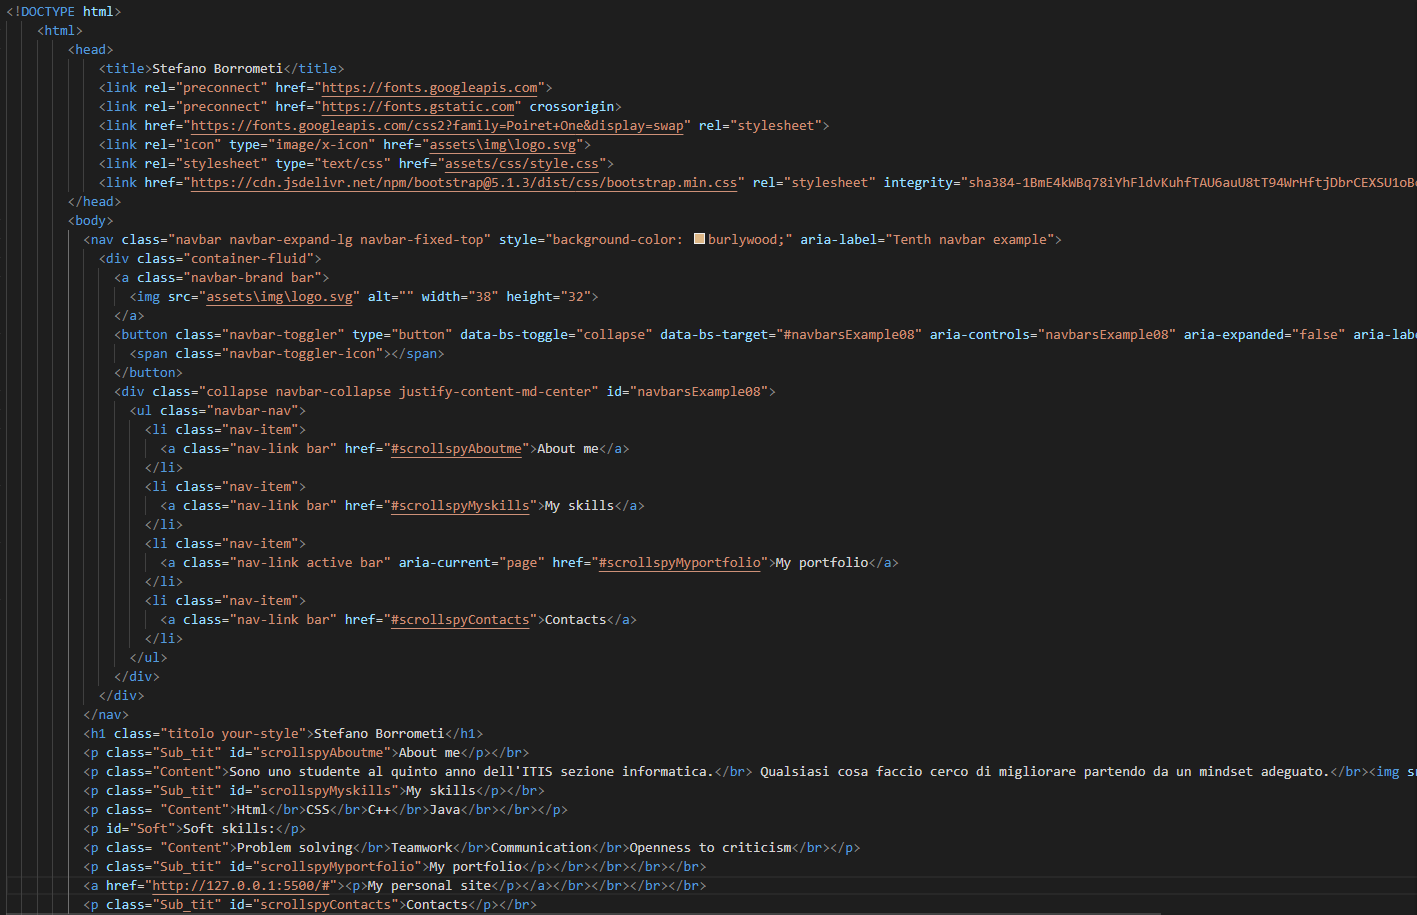 <!DOCTYPE html>
<html>
<head>
<title>Stefano Borrometi</title>
<link rel="preconnect" href="https://fonts.googleapis.com">
<link rel="preconnect" href="https://fonts.gstatic.com" crossorigin>
<link href="https://fonts.googleapis.com/css2?family=Poiret+One&display=swap" rel="stylesheet">
<link rel="icon" type="image/x-icon" href="assets\img\logo.svg">
<link rel="stylesheet" type="text/css" href="assets/css/style.css">
<link href="https://cdn.jsdelivr.net/npm/bootstrap@5.1.3/dist/css/bootstrap.min.css" rel="stylesheet" integrity="sha384-1BmE4kWBq78iYhFldvKuhfTAU6auU8tT94WrHftjDbrCEXSU1oBo
</head>
<body>
<nav class="navbar navbar-expand-lg navbar-fixed-top" style="background-color: burlywood;" aria-label="Tenth navbar example">
<div class="container-fluid">
<a class="navbar-brand bar">
<img src="assets\img\logo.svg" alt="" width="38" height="32">
</a>
<button class="navbar-toggler" type="button" data-bs-toggle="collapse" data-bs-target="#navbarsExample08" aria-controls="navbarsExample08" aria-expanded="false" aria-labe
<span class="navbar-toggler-icon"></span>
</button>
<div class="collapse navbar-collapse justify-content-md-center" id="navbarsExample08">
<ul class="navbar-nav">
<li class="nav-item">
<a class="nav-link bar" href="#scrollspyAboutme">About me</a>
</li>
<li class="nav-item">
<a class="nav-link bar" href="#scrollspyMyskills">My skills</a>
</li>
<li class="nav-item">
<a class="nav-link active bar" aria-current="page" href="#scrollspyMyportfolio">My portfolio</a>
</li>
<li class="nav-item">
<a class="nav-link bar" href="#scrollspyContacts">Contacts</a>
</li>
</ul>
</div>
</div>
</nav>
<h1 class="titolo your-style">Stefano Borrometi</h1>
<p class="Sub_tit" id="scrollspyAboutme">About me</p></br>
<p class="Content">Sono uno studente al quinto anno dell'ITIS sezione informatica.</br> Qualsiasi cosa faccio cerco di migliorare partendo da un mindset adeguato.</br><img sr
<p class="Sub_tit" id="scrollspyMyskills">My skills</p></br>
<p class= "Content">Html</br>CSS</br>C++</br>Java</br></br></p>
<p id="Soft">Soft skills:</p>
<p class= "Content">Problem solving</br>Teamwork</br>Communication</br>Openness to criticism</br></p>
<p class="Sub_tit" id="scrollspyMyportfolio">My portfolio</p></br></br></br></br>
<a href="http://127.0.0.1:5500/#"><p>My personal site</p></a></br></br></br></br>
<p class="Sub_tit" id="scrollspyContacts">Contacts</p></br>